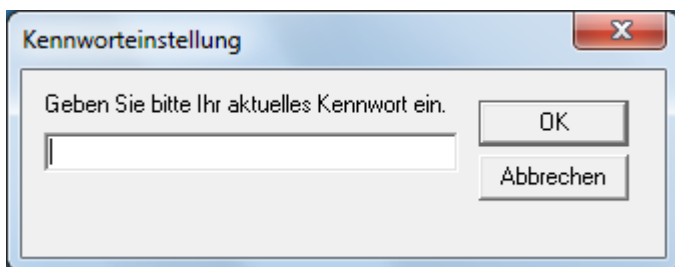 Kennworteinstellung
Geben Sie bitte Ihr aktuelles Kennwort ein.
OK
Abbrechen